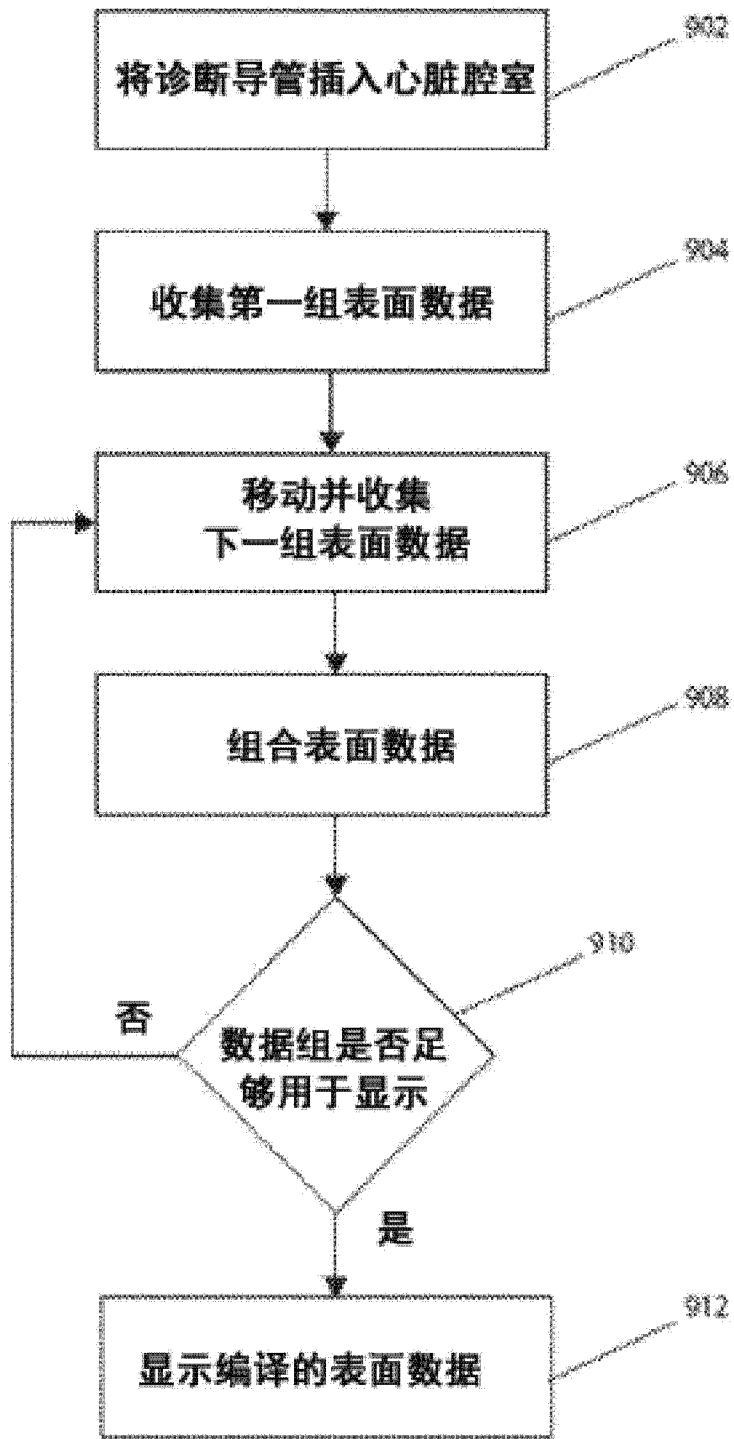 902
将诊断导管插入心脏腔室
904
收集第一组表面数据
906
移动并收集
下一组表面数据
908
组合表面数据
910
否
数据组是否足
够用于显示
是
912
显示编译的表面数据